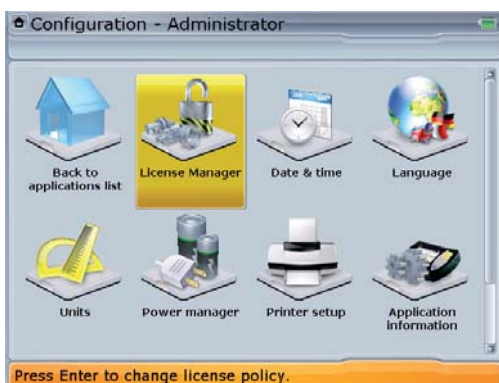 Configuration - Administrator
Back to
applications list
License Manager
Date & time
Language
Units
Power manager
Printer setup
Application
information
Press Enter to change license policy.